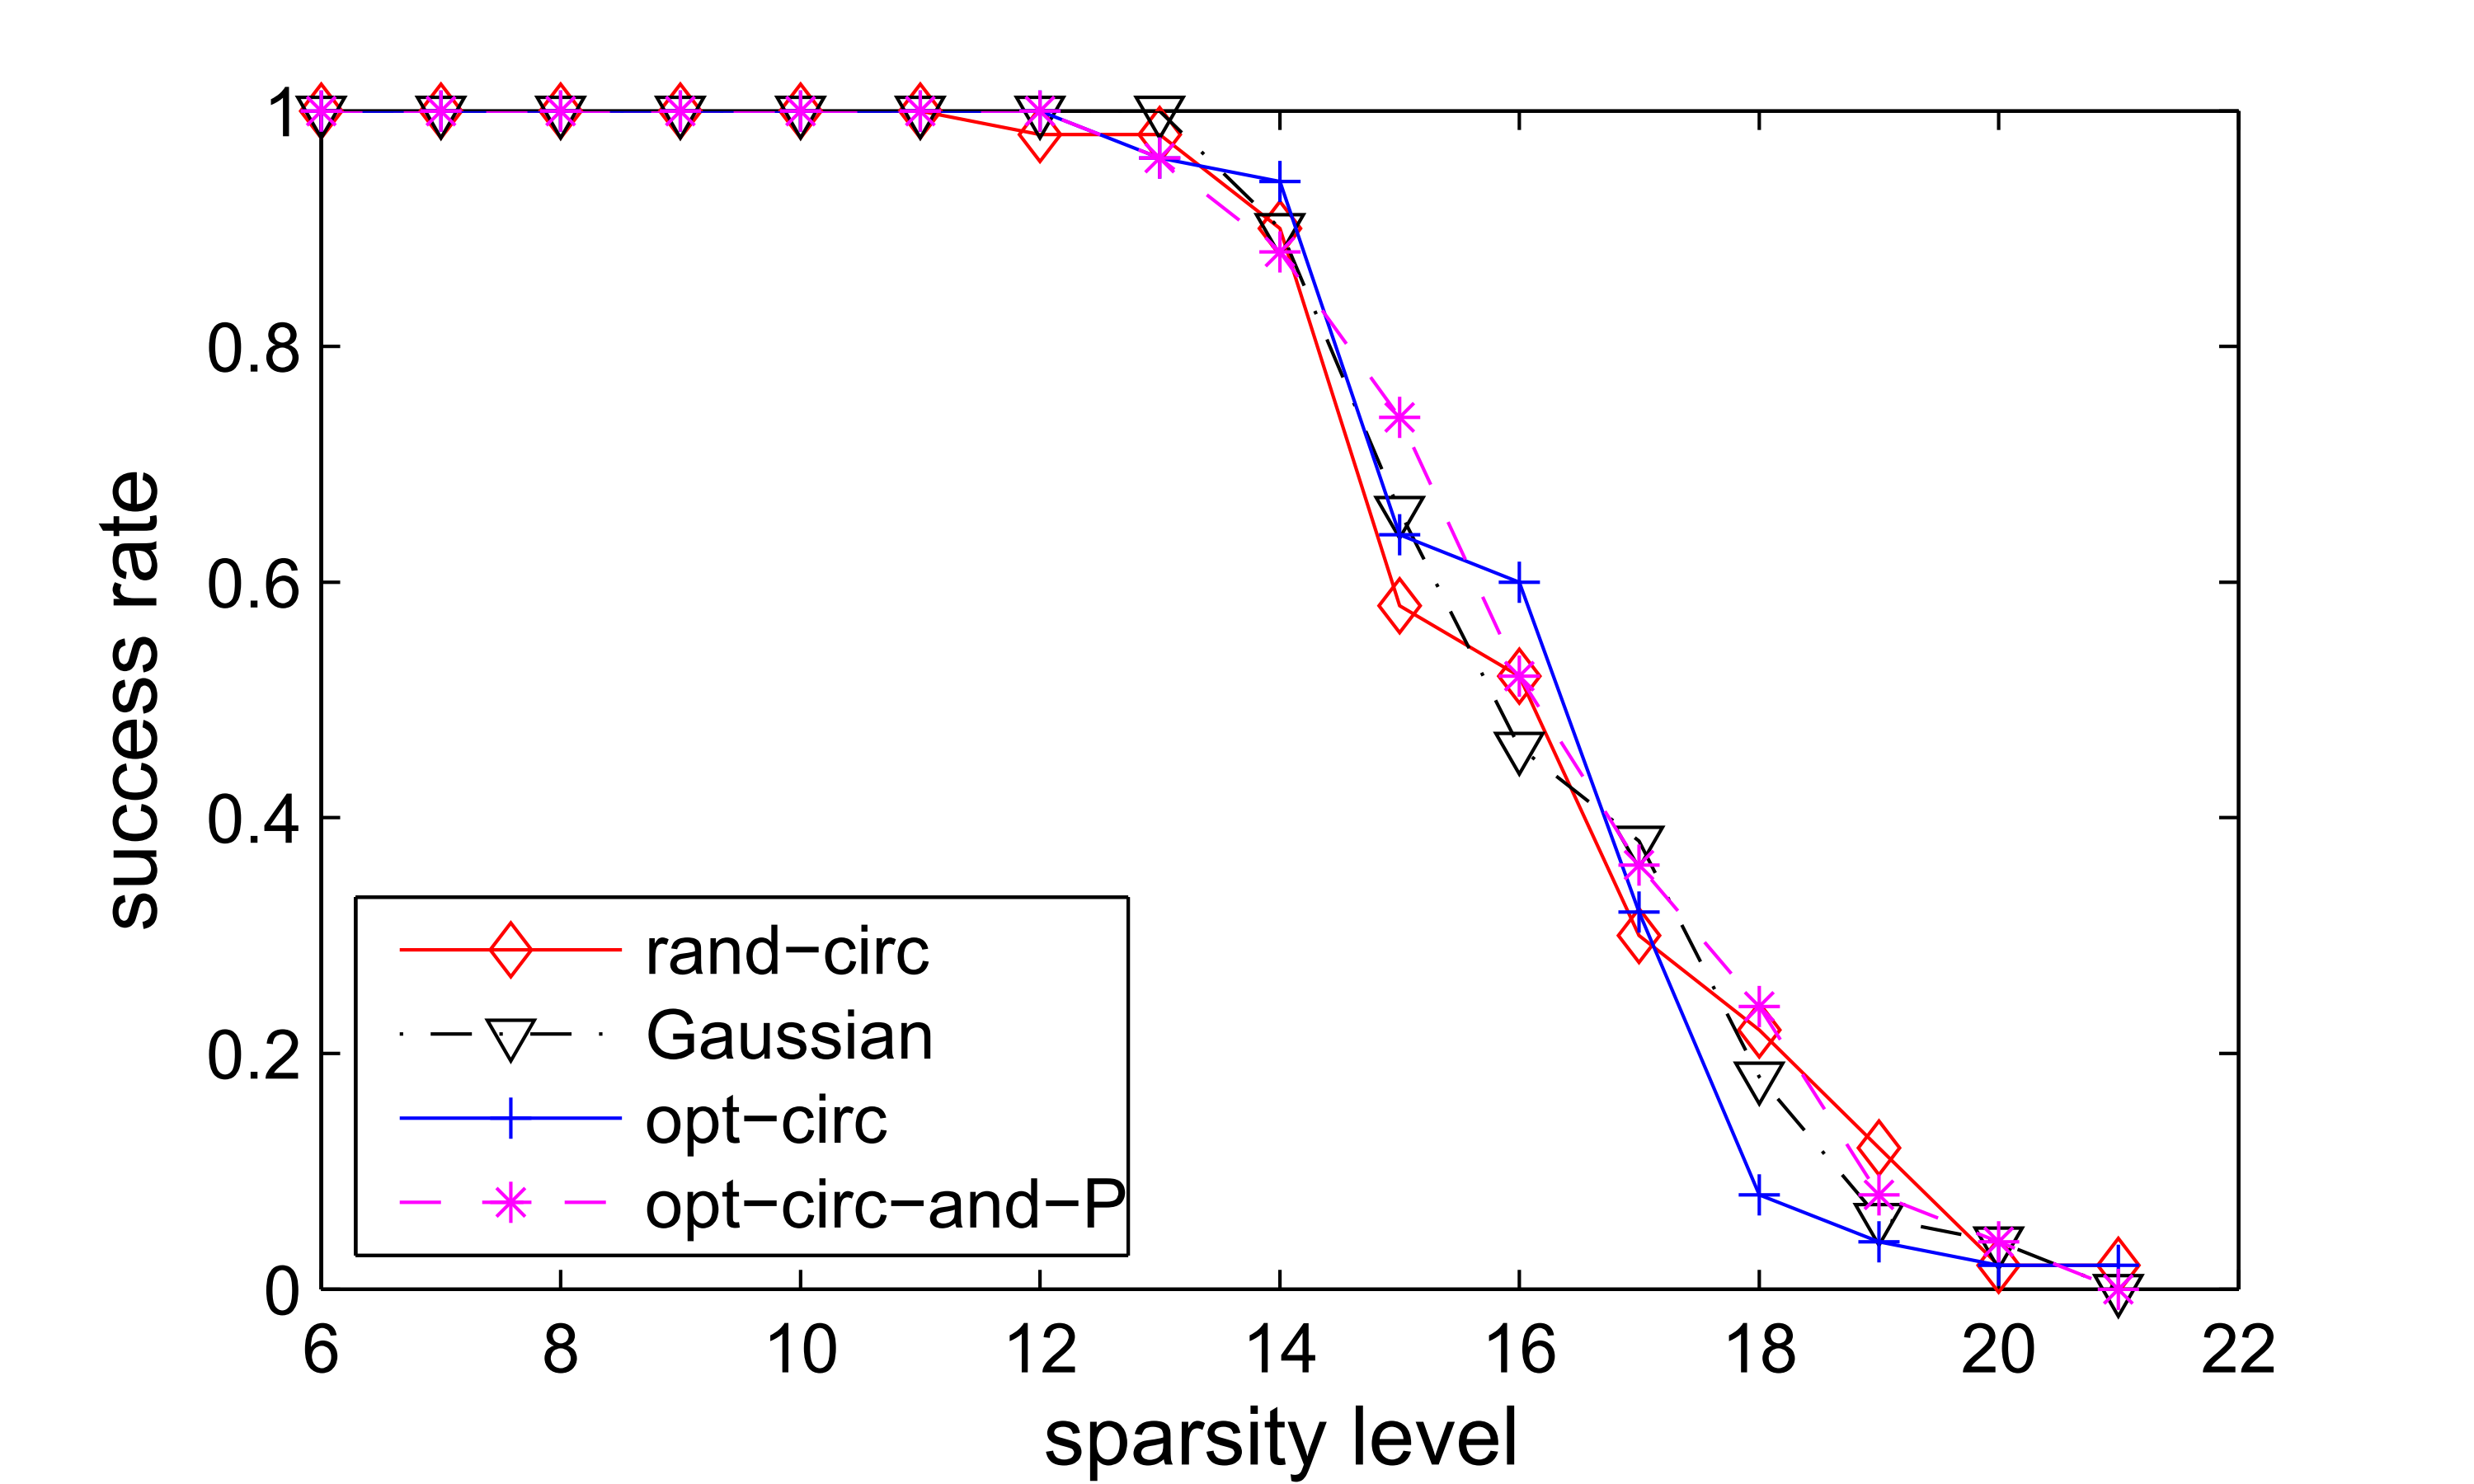 1
0.8
0.6
0.4
0.2
0
success rate
rand−circ
Gaussian
opt−circ
opt−circ−and−P
6 8 10 12 14 16 18 20 22
sparsity level